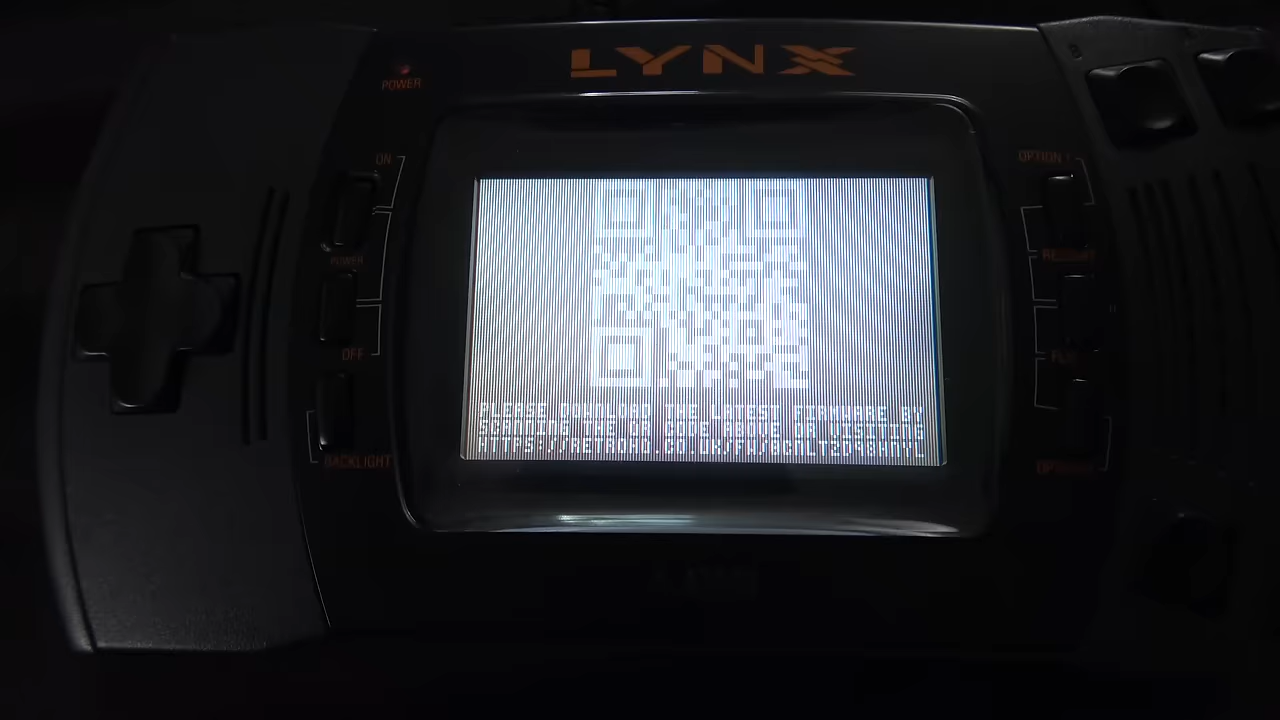 LYNX
POWER
ON
OPTION 1
POWER
OFF
BACKLIGHT
PLEASE DOWNLOAD THE LATEST FIRMWARE BY
SCANNING THE QR CODE ABOVE OR VISITING